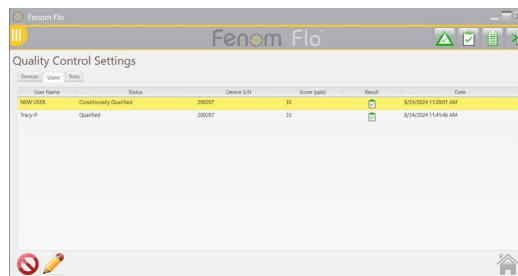 Fenom Flo
Fenom Flo
Quality Control Settings
Devices Users Tests
User Name Status Device S/N Score (ppb) Result Date
NEW USER Conditionally Qualified 200207 35 8/24/2024 11:28:01 AM
Tracy-P Qualified 200207 33 8/24/2024 11:41:46 AM